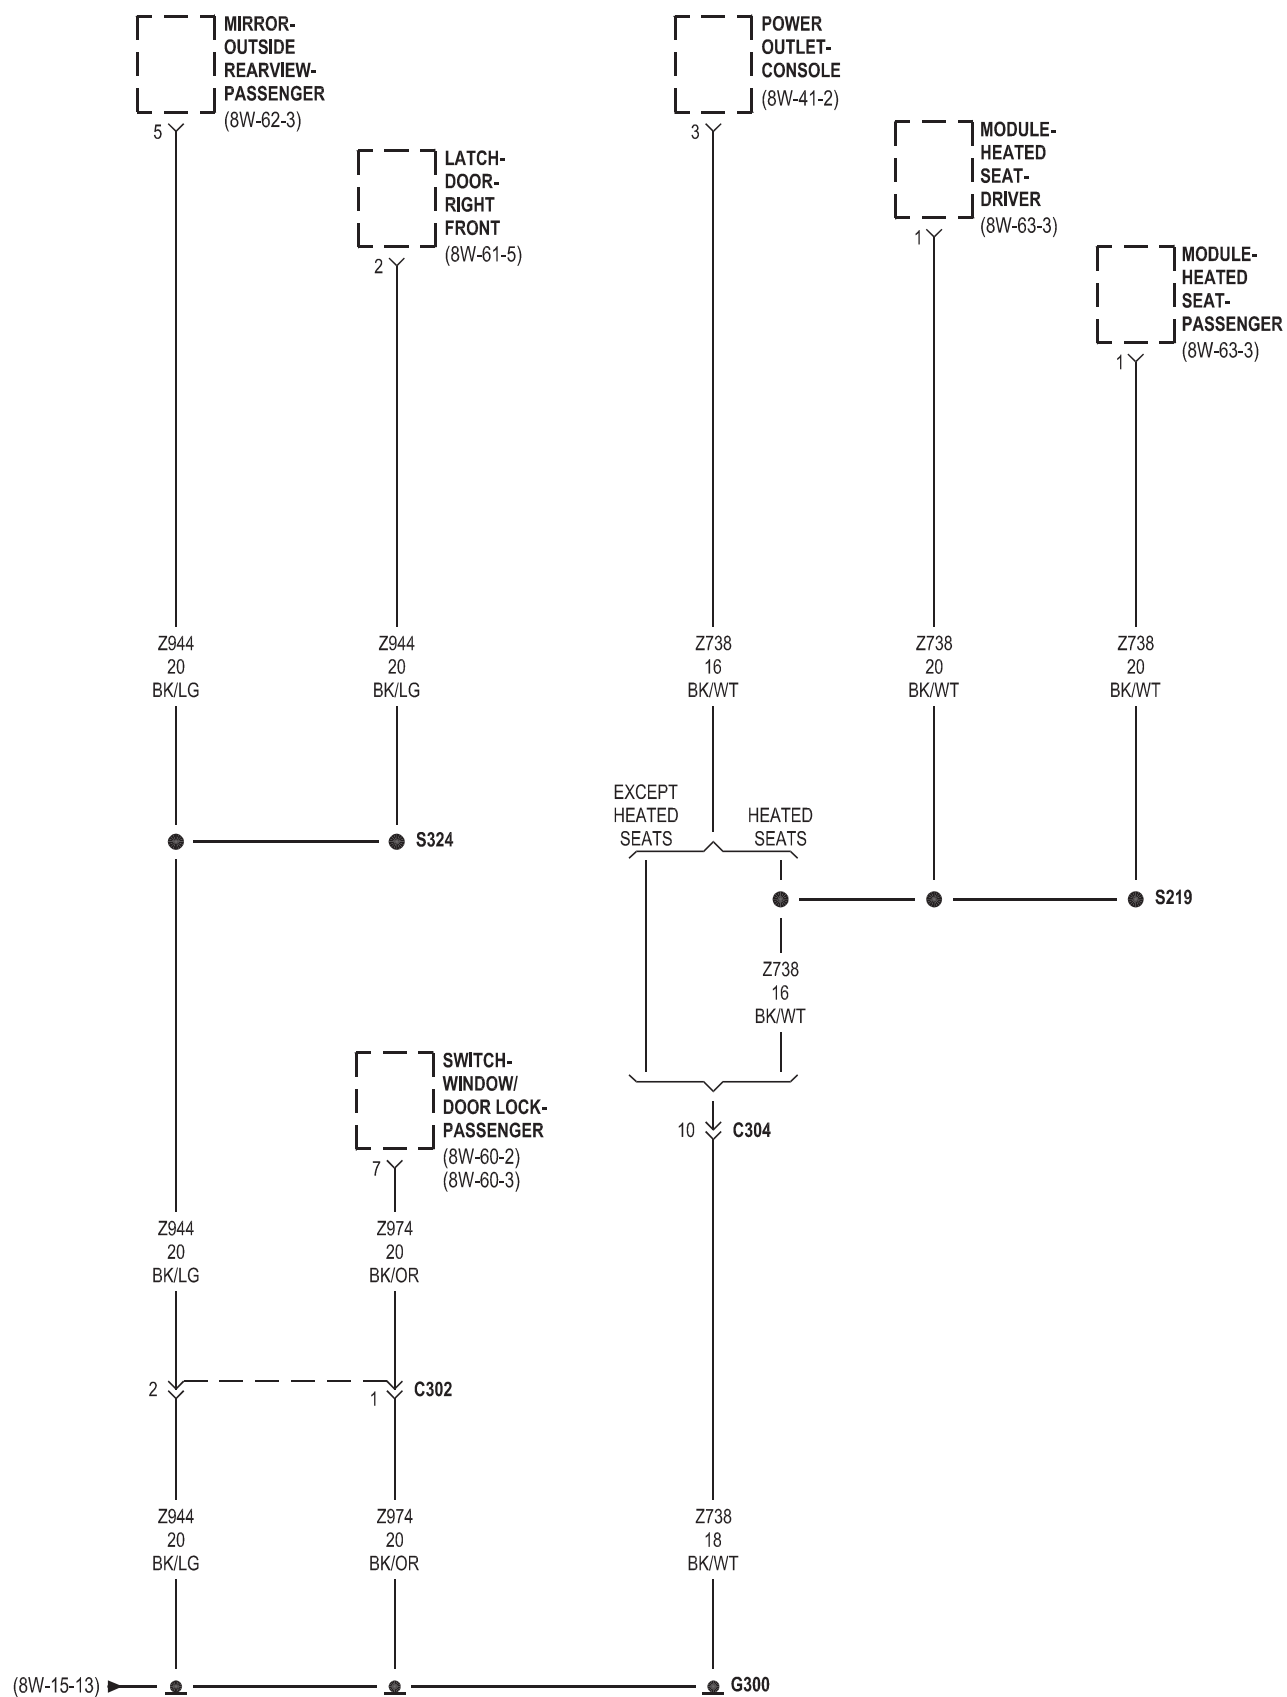 MIRROR-
OUTSIDE
REARVIEW-
PASSENGER
(8W-62-3)
5
LATCH-
DOOR-
RIGHT
FRONT
(8W-61-5)
2
POWER
OUTLET-
CONSOLE
(8W-41-2)
3
MODULE-
HEATED
SEAT-
DRIVER
(8W-63-3)
1
MODULE-
HEATED
SEAT-
PASSENGER
(8W-63-3)
1
Z944
20
BK/LG
Z944
20
BK/LG
Z738
16
BK/WT
Z738
20
BK/WT
Z738
20
BK/WT
S324
EXCEPT
HEATED
SEATS
HEATED
SEATS
S219
Z738
16
BK/WT
SWITCH-
WINDOW/
DOOR LOCK-
PASSENGER
(8W-60-2)
(8W-60-3)
7
10
C304
Z944
20
BK/LG
Z974
20
BK/OR
2
1
C302
Z944
20
BK/LG
Z974
20
BK/OR
Z738
18
BK/WT
(8W-15-13)
G300